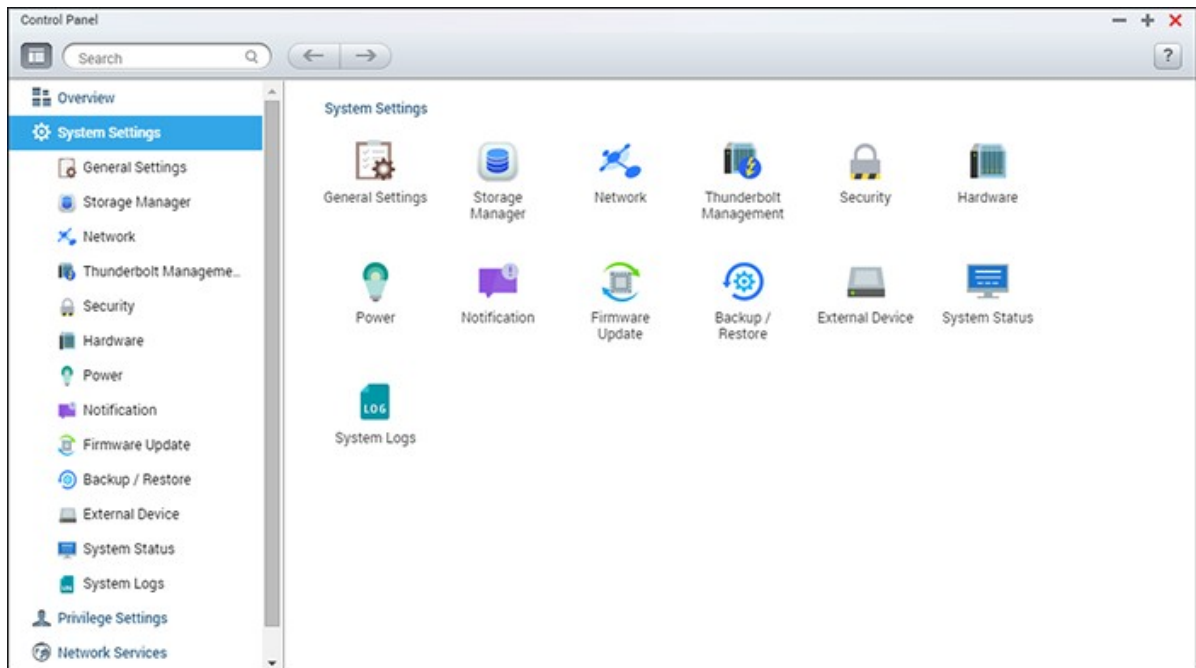 Control Panel
Search
?
Overview
System Settings
General Settings
Storage Manager
Network
Thunderbolt Manageme...
Security
Hardware
Power
Notification
Firmware Update
Backup / Restore
External Device
System Status
System Logs
Privilege Settings
Network Services
System Settings
General Settings
Storage
Manager
Network
Thunderbolt
Management
Security
Hardware
Power
Notification
Firmware
Update
Backup /
Restore
External Device
System Status
LOG
System Logs